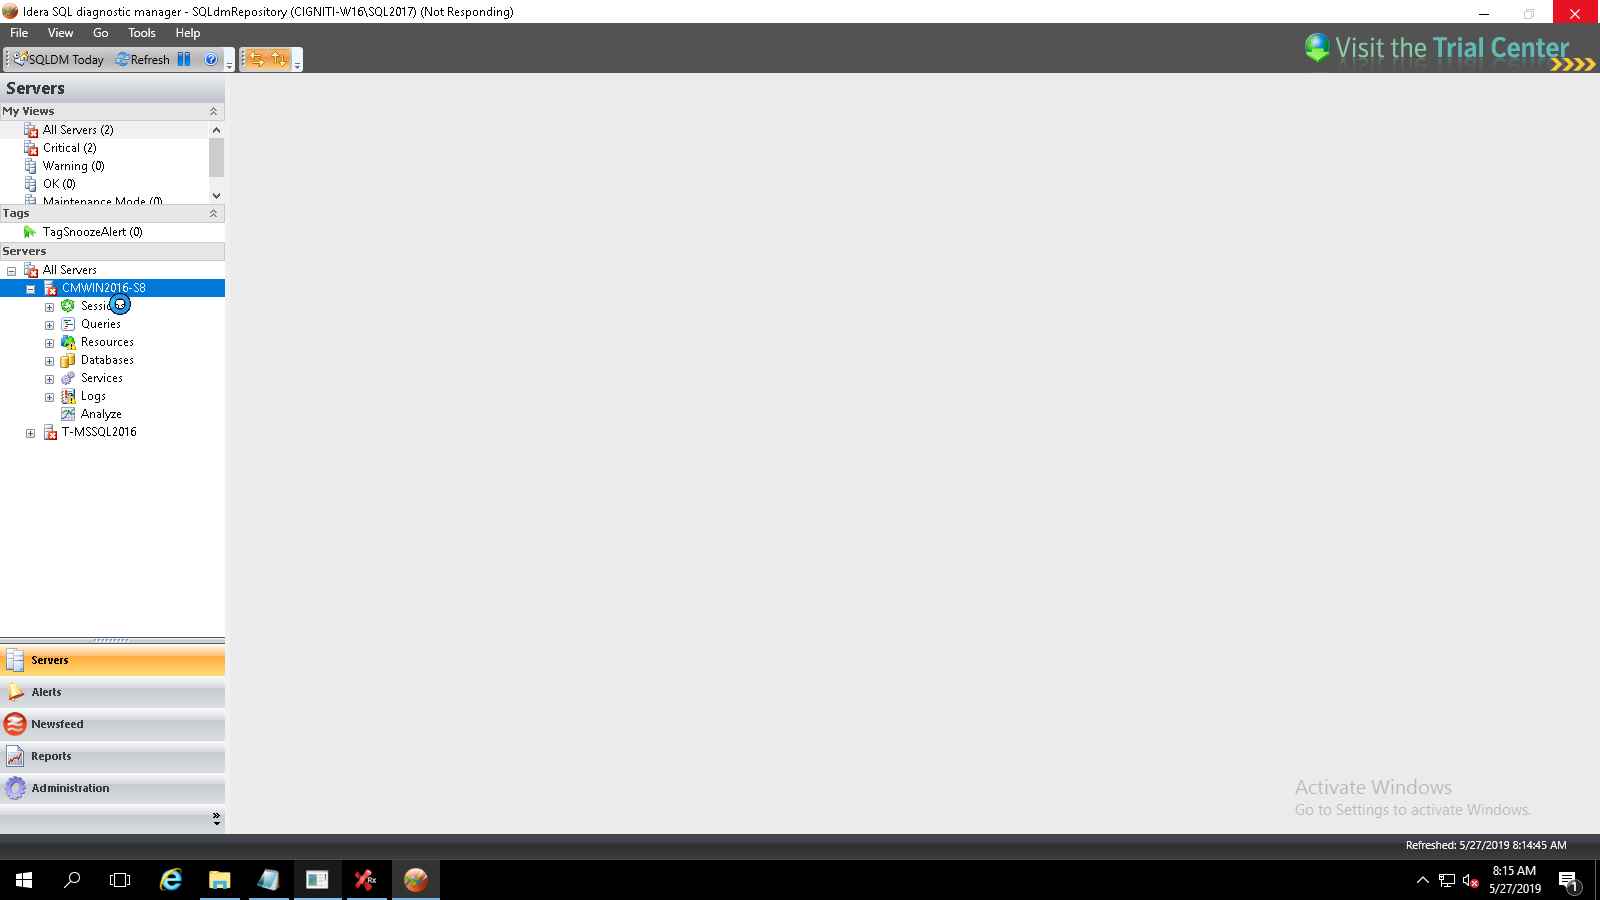 Idera SQL diagnostic manager - SQLdmRepository (CIGNITI-W16\SQL2017) (Not Responding)
File View Go Tools Help
SQLDM Today Refresh
Visit the Trial Center
Servers
My Views
All Servers (2)
Critical (2)
Warning (0)
OK (0)
Maintenance Mode (0)
Tags
TagSnoozeAlert (0)
Servers
All Servers
CMWIN2016-S8
Sessions
Queries
Resources
Databases
Services
Logs
Analyze
T-MSSQL2016
Servers
Alerts
Newsfeed
Reports
Administration
Activate Windows
Go to Settings to activate Windows.
Refreshed: 5/27/2019 8:14:45 AM
Rx
8:15 AM
5/27/2019
1